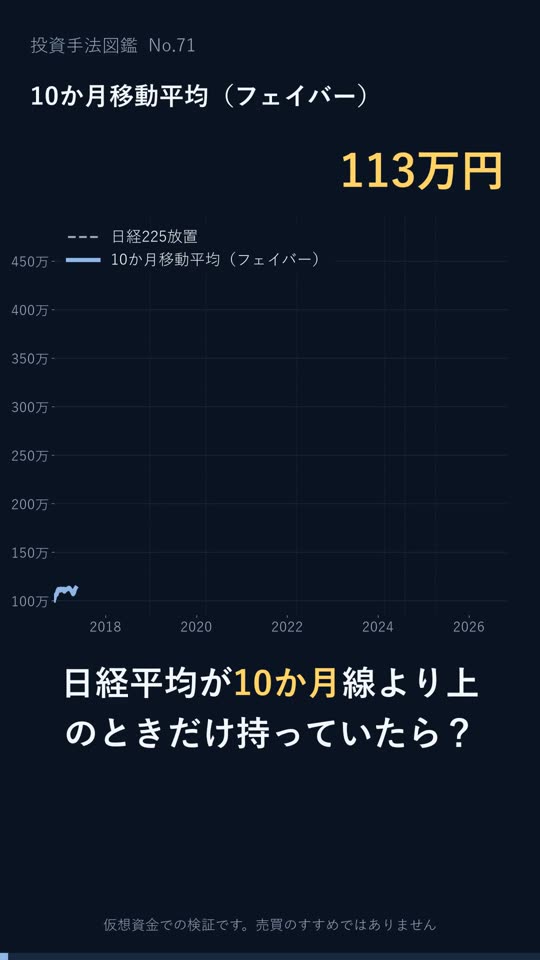 投資手法図鑑 No.71
10か月移動平均（フェイバー）
113万円
日経225放置
10か月移動平均（フェイバー）
450万
400万
350万
300万
250万
200万
150万
100万
2018 2020 2022 2024 2026
日経平均が10か月線より上
のときだけ持っていたら？
仮想資金での検証です。売買のすすめではありません